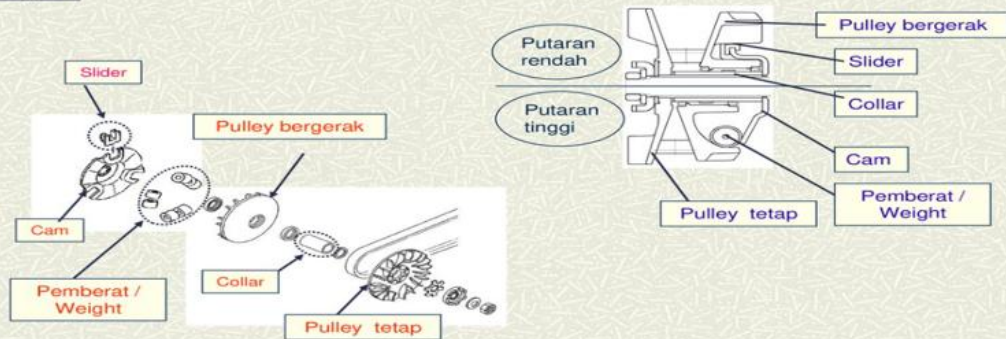 Slider
Pulley bergerak
Cam
Pemberat /
Weight
Collar
Pulley tetap
Putaran
rendah
Putaran
tinggi
Pulley bergerak
Slider
Collar
Cam
Pemberat /
Weight
Pulley tetap